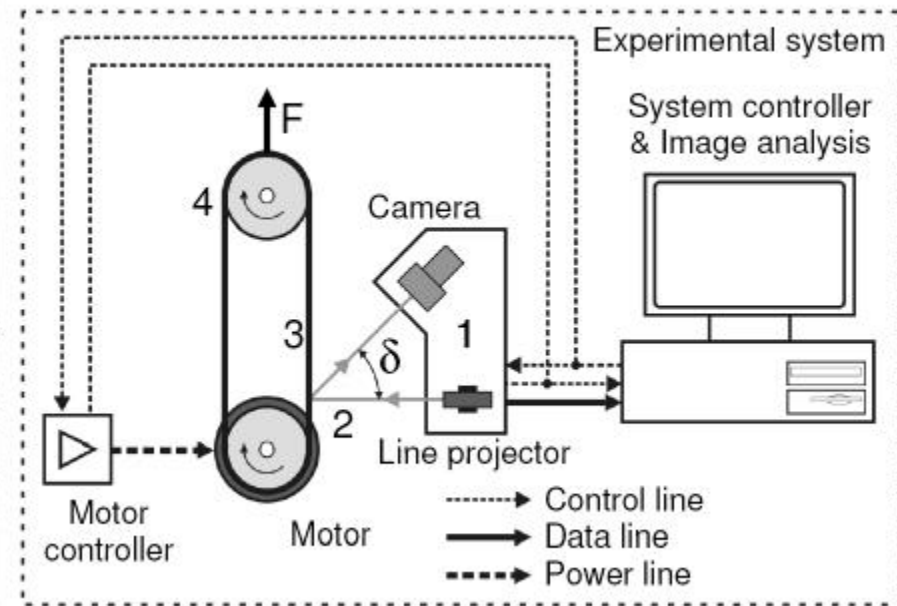 Experimental system
System controller
& Image analysis
F
4
Camera
3
1
δ
2
Line projector
Motor
controller
Motor
Control line
Data line
Power line